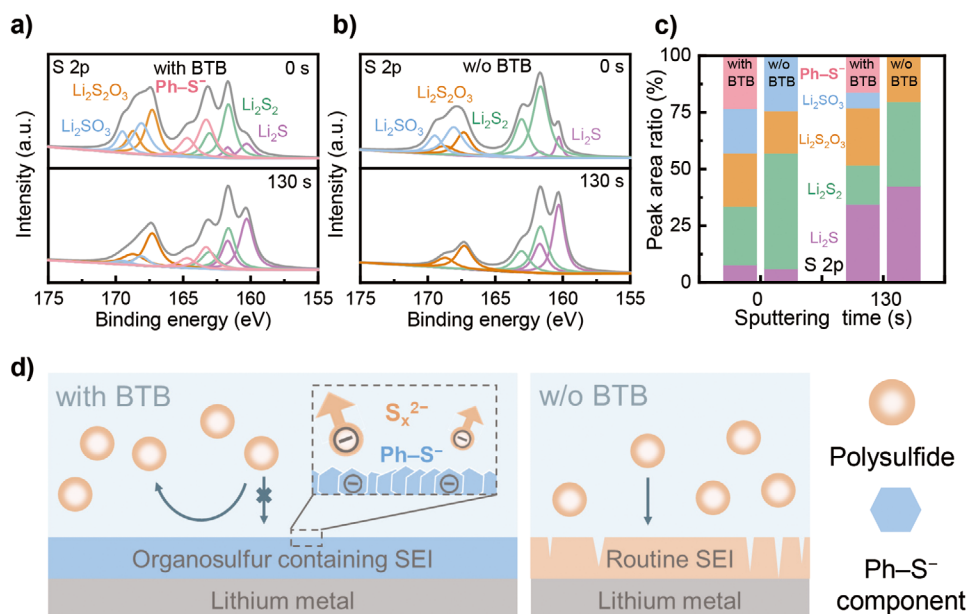 a)
S 2p
with BTB
0 s
Ph–S⁻
Li₂S₂O₃
Li₂SO₃
Li₂S₂
Li₂S
130 s
Intensity (a.u.)
175 170 165 160 155
Binding energy (eV)
b)
S 2p
w/o BTB
0 s
Li₂S₂O₃
Li₂SO₃
Li₂S₂
Li₂S
130 s
Intensity (a.u.)
175 170 165 160 155
Binding energy (eV)
c)
Peak area ratio (%)
100
75
50
25
0
with BTB
w/o BTB
with BTB
w/o BTB
Ph–S⁻
Li₂SO₃
Li₂S₂O₃
Li₂S₂
Li₂S
S 2p
0 130
Sputtering time (s)
d)
with BTB
Sₓ²⁻
Ph–S⁻
Organosulfur containing SEI
Lithium metal
w/o BTB
Routine SEI
Lithium metal
Polysulfide
Ph–S⁻
component